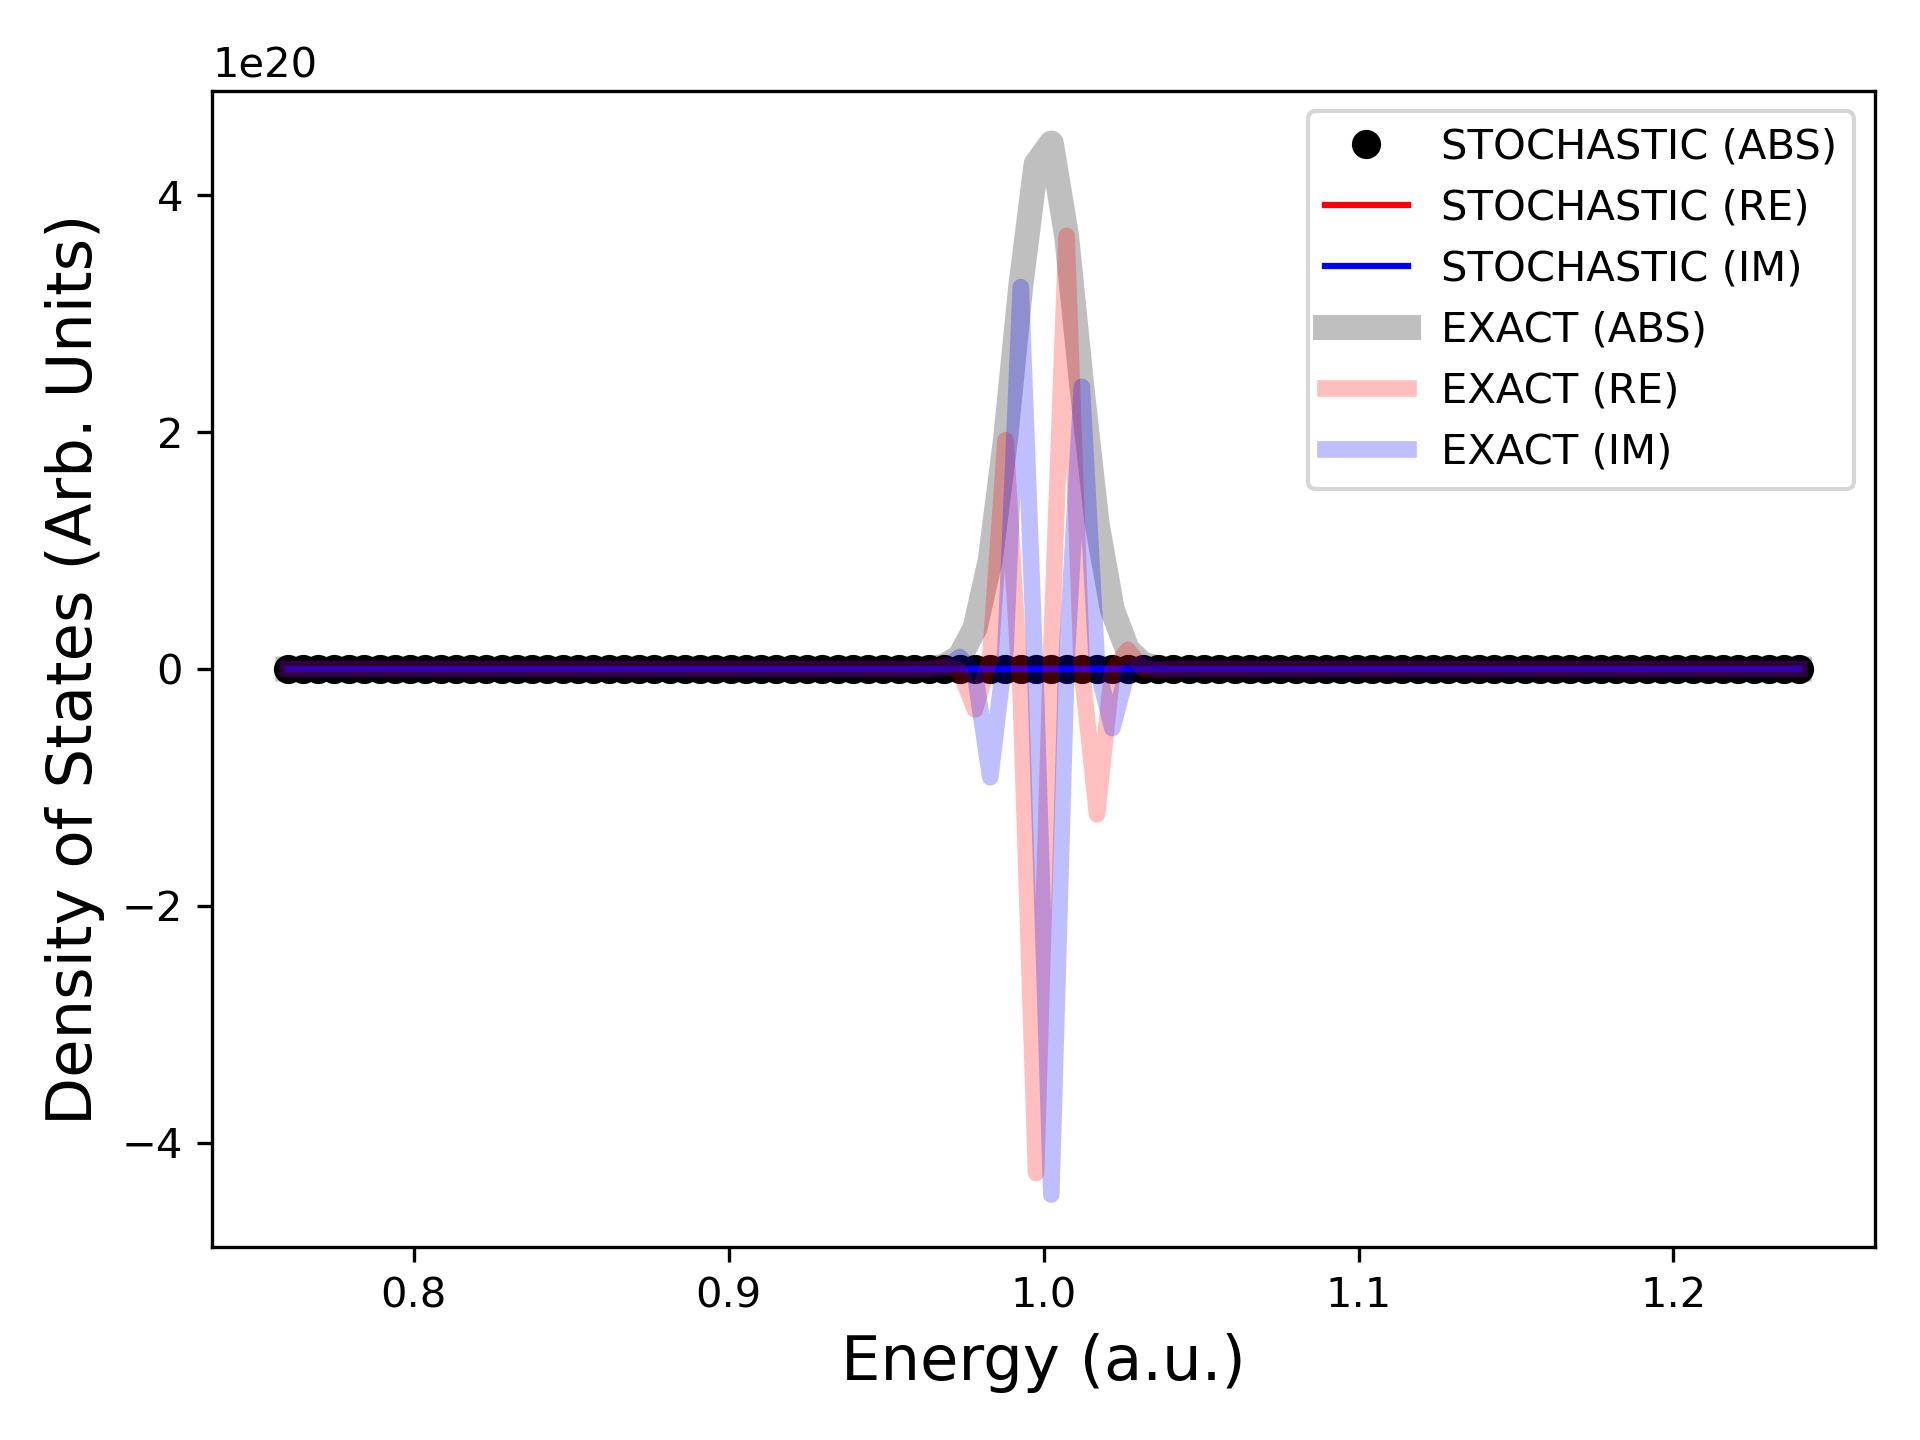 1e20
Density of States (Arb. Units)
4
2
0
−2
−4
STOCHASTIC (ABS)
STOCHASTIC (RE)
STOCHASTIC (IM)
EXACT (ABS)
EXACT (RE)
EXACT (IM)
0.8 0.9 1.0 1.1 1.2
Energy (a.u.)